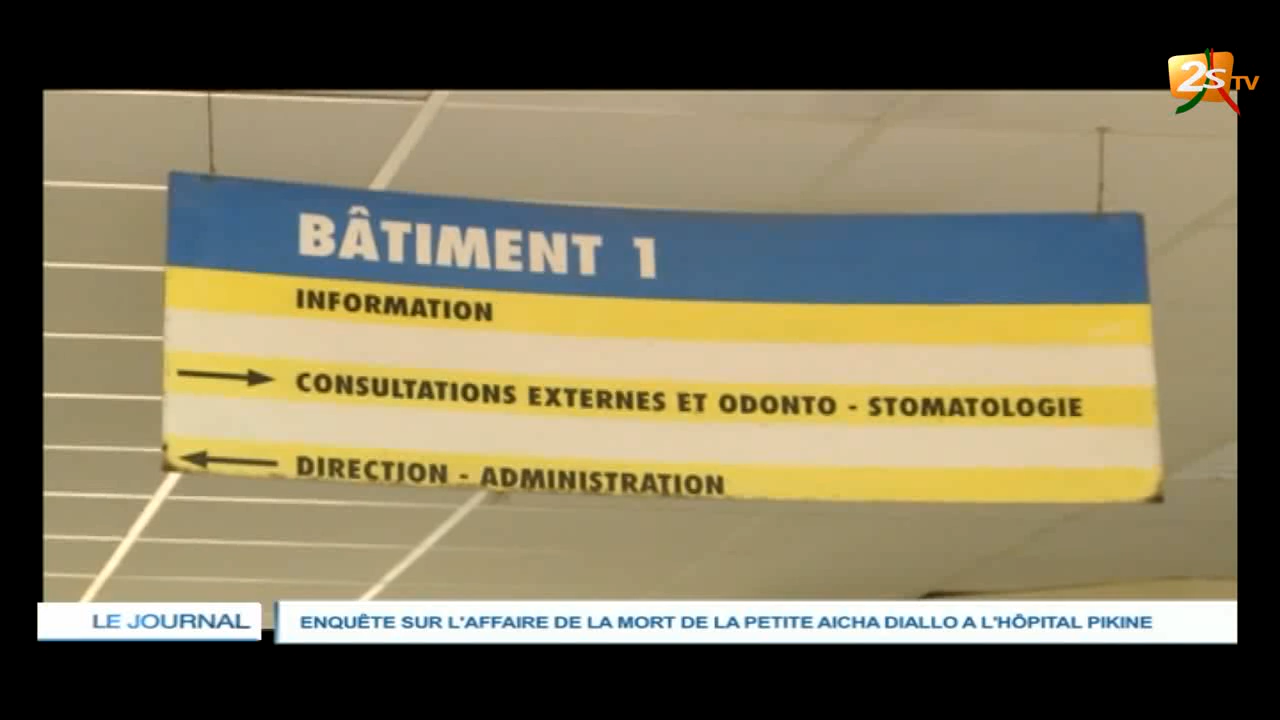 2S TV
BÂTIMENT 1
INFORMATION
CONSULTATIONS EXTERNES ET ODONTO - STOMATOLOGIE
DIRECTION - ADMINISTRATION
LE JOURNAL
ENQUÊTE SUR L'AFFAIRE DE LA MORT DE LA PETITE AICHA DIALLO A L'HÔPITAL PIKINE